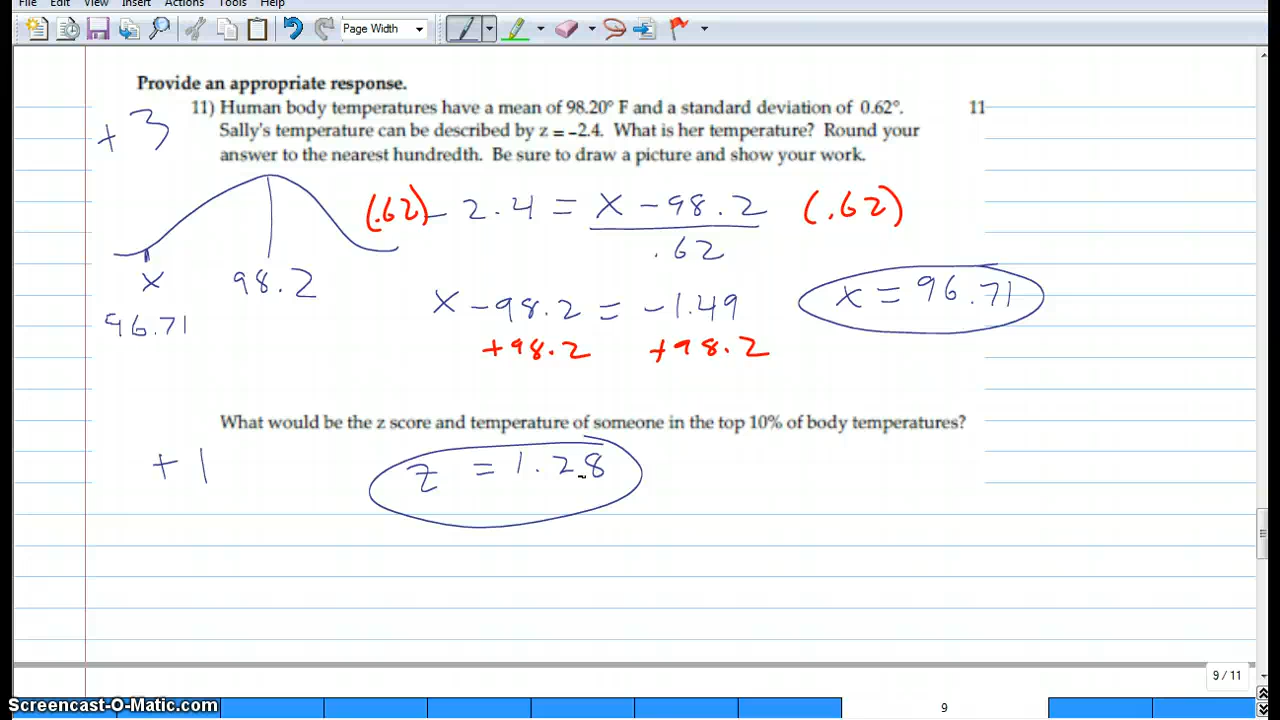 File Edit View Insert Actions Tools Help
Page Width
Provide an appropriate response.
11) Human body temperatures have a mean of 98.20° F and a standard deviation of 0.62°. 11
Sally's temperature can be described by z = -2.4. What is her temperature? Round your
answer to the nearest hundredth. Be sure to draw a picture and show your work.
+3
(.62) -2.4 = x - 98.2 (.62)
.62
x 98.2
96.71
x - 98.2 = -1.49 x = 96.71
+98.2 +98.2
What would be the z score and temperature of someone in the top 10% of body temperatures?
+1 z = 1.28
9 / 11
Screencast-O-Matic.com
9